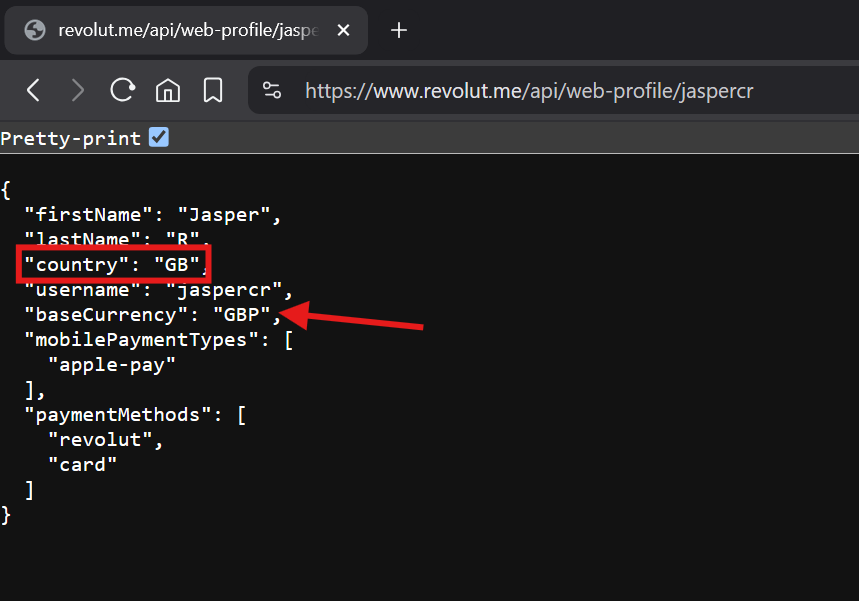 revolut.me/api/web-profile/jaspe
https://www.revolut.me/api/web-profile/jaspercr
Pretty-print
{
"firstName": "Jasper",
"lastName": "R",
"country": "GB",
"username": "jaspercr",
"baseCurrency": "GBP",
"mobilePaymentTypes": [
"apple-pay"
],
"paymentMethods": [
"revolut",
"card"
]
}